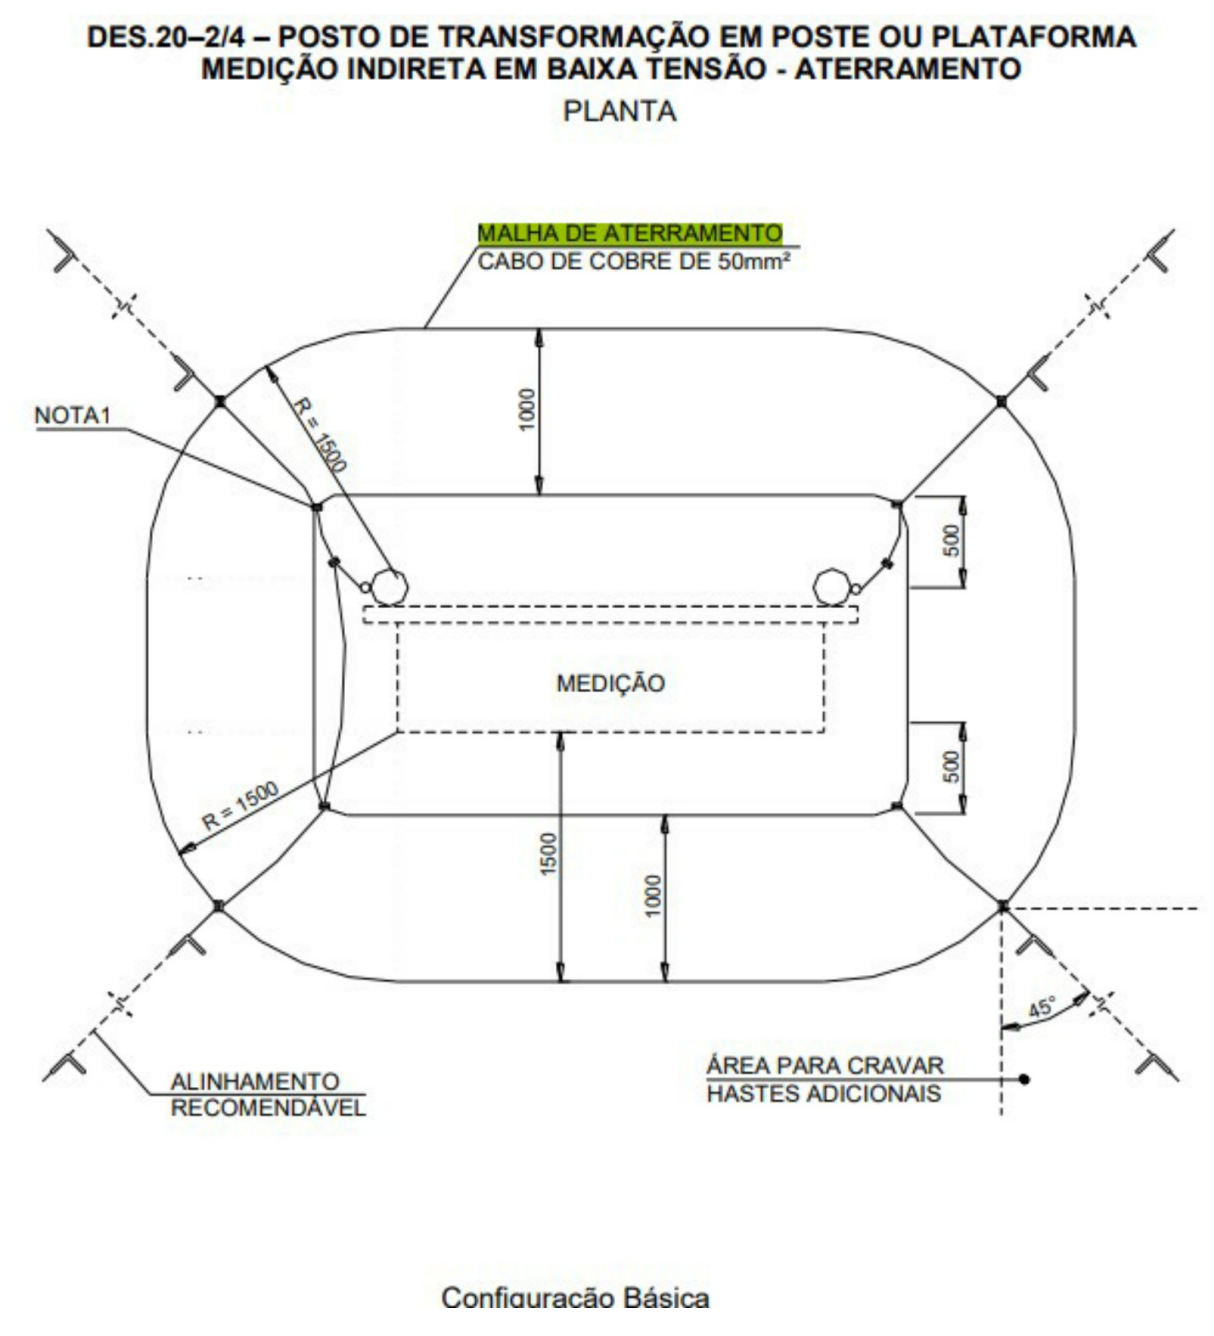 DES.20–2/4 – POSTO DE TRANSFORMAÇÃO EM POSTE OU PLATAFORMA
MEDIÇÃO INDIRETA EM BAIXA TENSÃO - ATERRAMENTO
PLANTA
MALHA DE ATERRAMENTO
CABO DE COBRE DE 50mm²
NOTA1
R = 1500
1000
500
MEDIÇÃO
500
R = 1500
1500
1000
45°
ALINHAMENTO
RECOMENDÁVEL
ÁREA PARA CRAVAR
HASTES ADICIONAIS
Configuração Básica